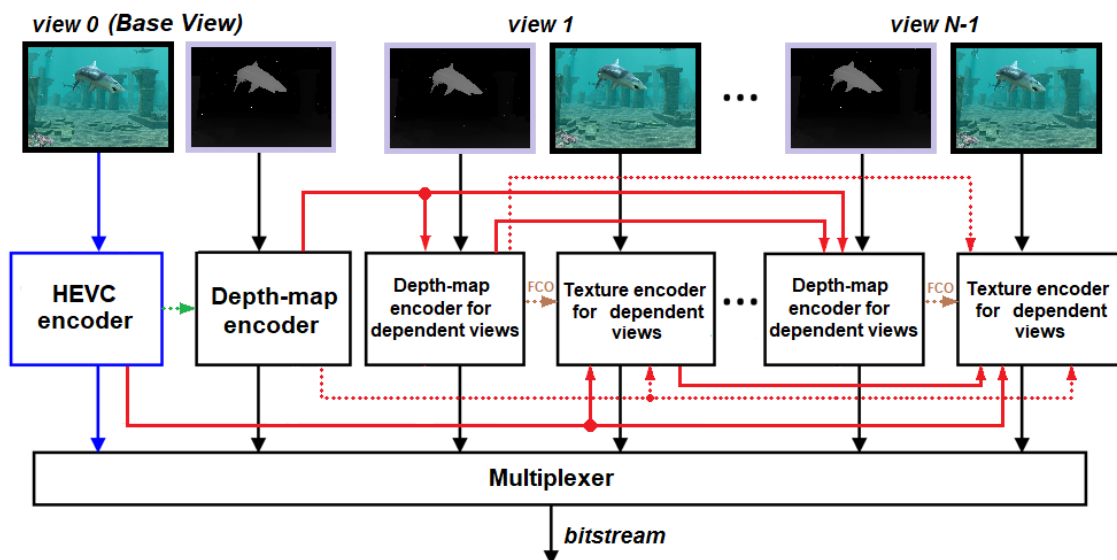 view 0 (Base View)
view 1
view N-1
HEVC
encoder
Depth-map
encoder
Depth-map
encoder for
dependent views
FCO
Texture encoder
for dependent
views
Depth-map
encoder for
dependent views
FCO
Texture encoder
for dependent
views
Multiplexer
bitstream